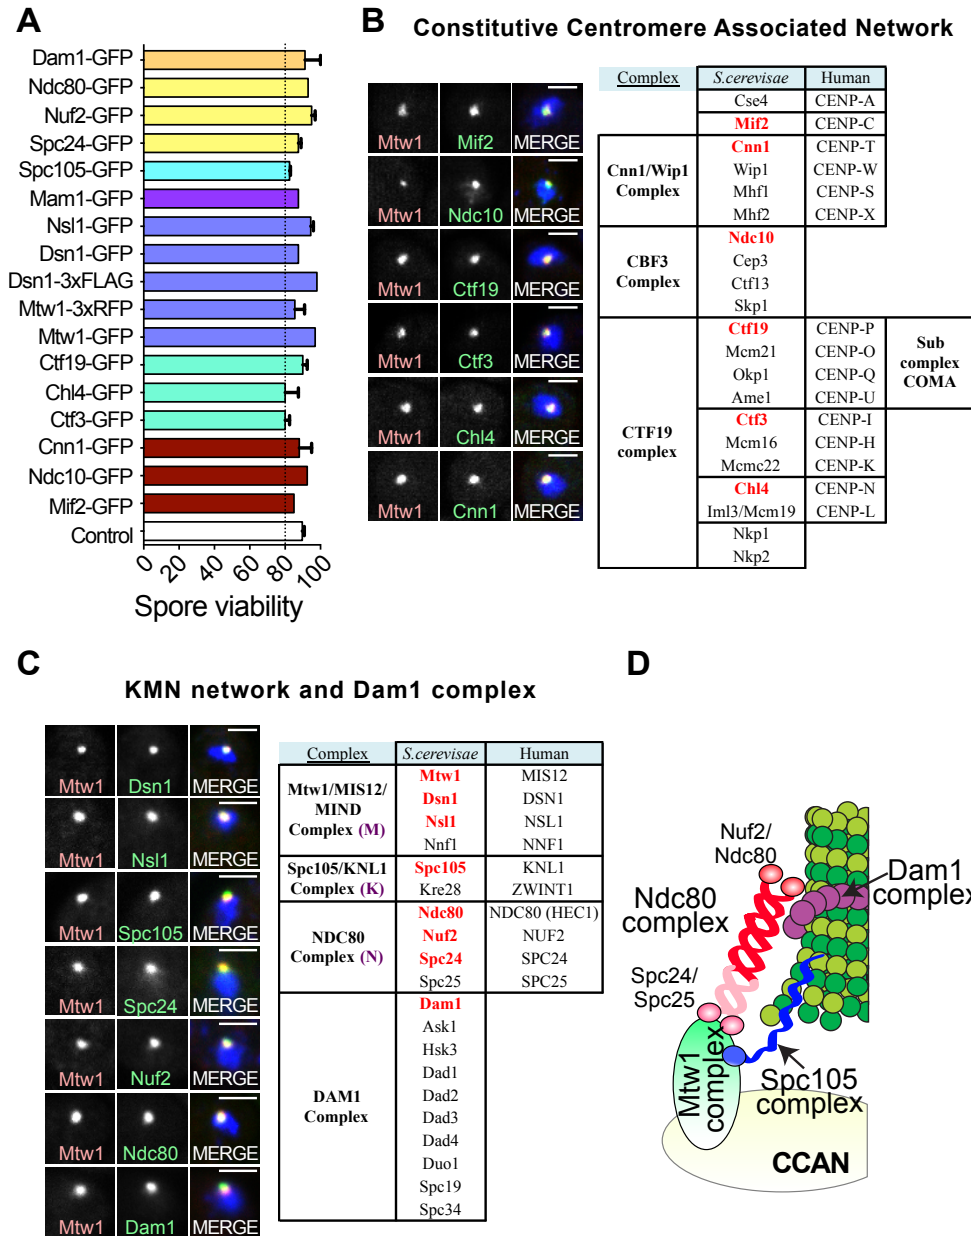 A
Dam1-GFP
Ndc80-GFP
Nuf2-GFP
Spc24-GFP
Spc105-GFP
Mam1-GFP
Nsl1-GFP
Dsn1-GFP
Dsn1-3xFLAG
Mtw1-3xRFP
Mtw1-GFP
Ctf19-GFP
Chl4-GFP
Ctf3-GFP
Cnn1-GFP
Ndc10-GFP
Mif2-GFP
Control
0 20 40 60 80 100
Spore viability
B Constitutive Centromere Associated Network
Mtw1 Mif2 MERGE
Mtw1 Ndc10 MERGE
Mtw1 Ctf19 MERGE
Mtw1 Ctf3 MERGE
Mtw1 Chl4 MERGE
Mtw1 Cnn1 MERGE
Complex S.cerevisae Human
Cse4 CENP-A
Mif2 CENP-C
Cnn1/Wip1 Complex
Cnn1 CENP-T
Wip1 CENP-W
Mhf1 CENP-S
Mhf2 CENP-X
CBF3 Complex
Ndc10
Cep3
Ctf13
Skp1
CTF19 complex
Ctf19 CENP-P
Mcm21 CENP-O
Okp1 CENP-Q
Ame1 CENP-U
Sub complex COMA
Ctf3 CENP-I
Mcm16 CENP-H
Mcmc22 CENP-K
Chl4 CENP-N
Iml3/Mcm19 CENP-L
Nkp1
Nkp2
C
KMN network and Dam1 complex
Mtw1 Dsn1 MERGE
Mtw1 Nsl1 MERGE
Mtw1 Spc105 MERGE
Mtw1 Spc24 MERGE
Mtw1 Nuf2 MERGE
Mtw1 Ndc80 MERGE
Mtw1 Dam1 MERGE
Complex S.cerevisae Human
Mtw1/MIS12/
MIND
Complex (M)
Mtw1 MIS12
Dsn1 DSN1
Nsl1 NSL1
Nnf1 NNF1
Spc105/KNL1
Complex (K)
Spc105 KNL1
Kre28 ZWINT1
NDC80
Complex (N)
Ndc80 NDC80 (HEC1)
Nuf2 NUF2
Spc24 SPC24
Spc25 SPC25
DAM1
Complex
Dam1
Ask1
Hsk3
Dad1
Dad2
Dad3
Dad4
Duo1
Spc19
Spc34
D
Nuf2/
Ndc80
Ndc80
complex
Dam1
complex
Spc24/
Spc25
Mtw1
complex
Spc105
complex
CCAN